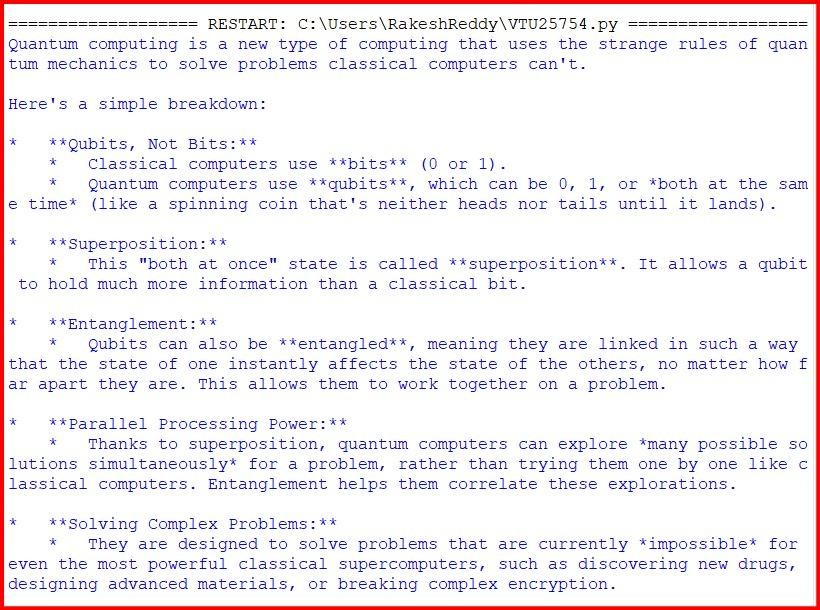 =================== RESTART: C:\Users\RakeshReddy\VTU25754.py ==================
Quantum computing is a new type of computing that uses the strange rules of quan
tum mechanics to solve problems classical computers can't.

Here's a simple breakdown:

*   **Qubits, Not Bits:**
    *   Classical computers use **bits** (0 or 1).
    *   Quantum computers use **qubits**, which can be 0, 1, or *both at the sam
e time* (like a spinning coin that's neither heads nor tails until it lands).

*   **Superposition:**
    *   This "both at once" state is called **superposition**. It allows a qubit
 to hold much more information than a classical bit.

*   **Entanglement:**
    *   Qubits can also be **entangled**, meaning they are linked in such a way
that the state of one instantly affects the state of the others, no matter how f
ar apart they are. This allows them to work together on a problem.

*   **Parallel Processing Power:**
    *   Thanks to superposition, quantum computers can explore *many possible so
lutions simultaneously* for a problem, rather than trying them one by one like c
lassical computers. Entanglement helps them correlate these explorations.

*   **Solving Complex Problems:**
    *   They are designed to solve problems that are currently *impossible* for
even the most powerful classical supercomputers, such as discovering new drugs,
designing advanced materials, or breaking complex encryption.